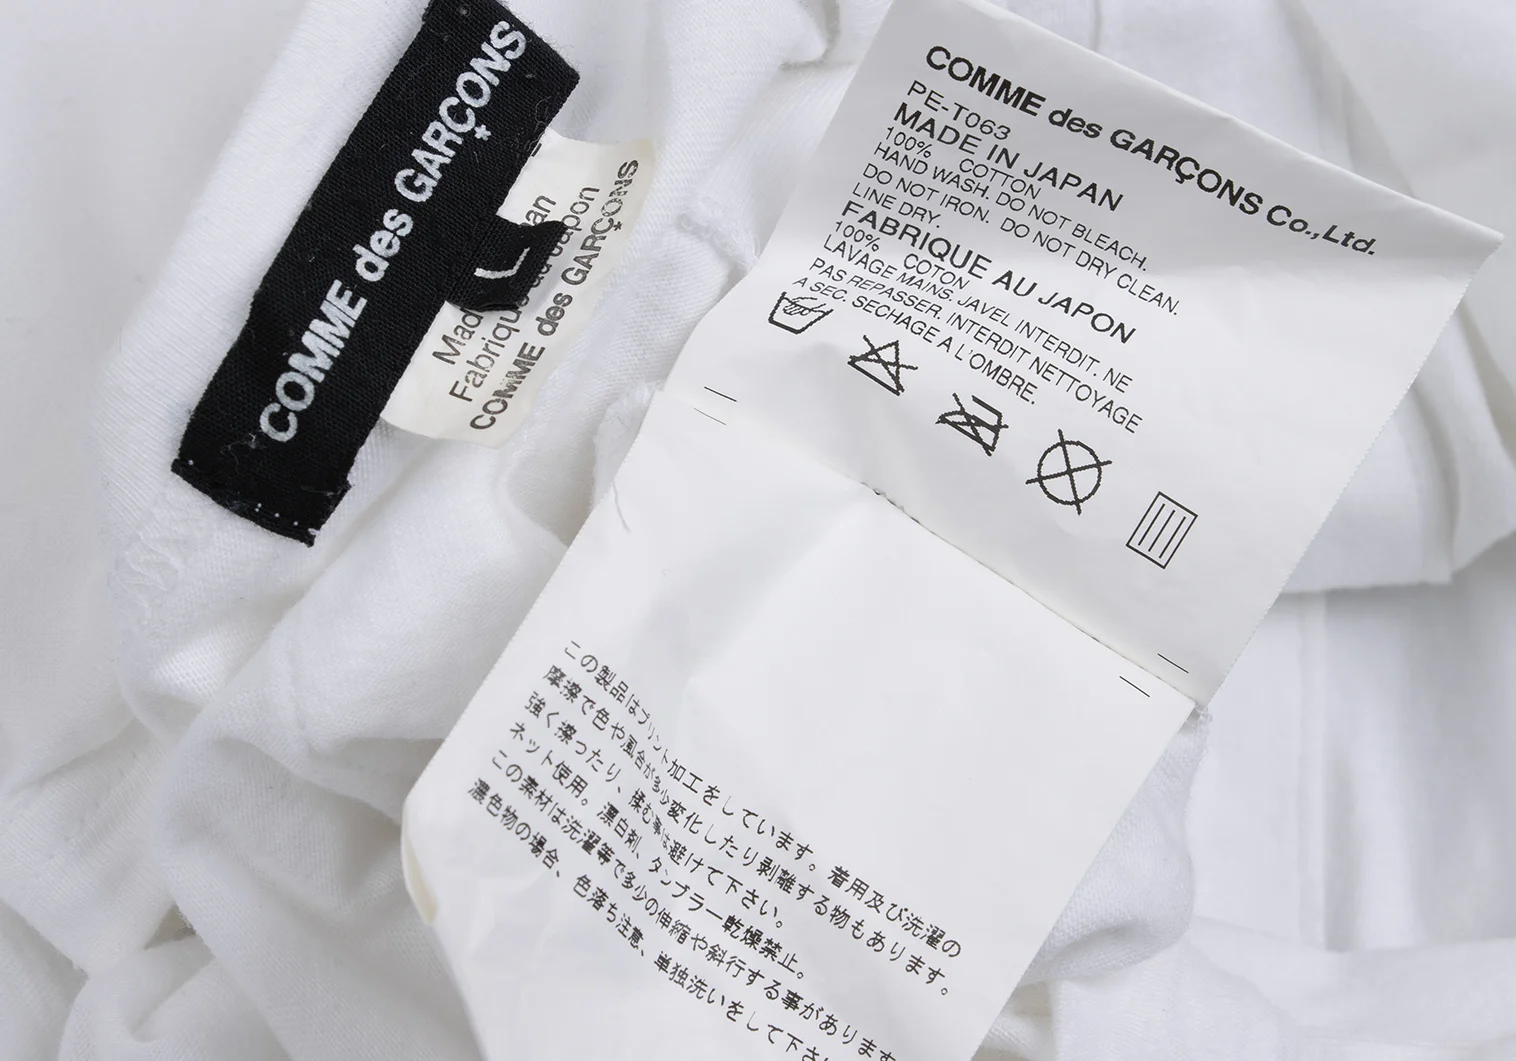 COMME des GARÇONS
L
Fabrique
COMME des GARÇONS
COMME des GARÇONS Co.,Ltd.
PE-T063
MADE IN JAPAN
100% COTTON
HAND WASH. DO NOT BLEACH.
DO NOT IRON. DO NOT DRY CLEAN.
LINE DRY.
FABRIQUE AU JAPON
100% COTON
LAVAGE MAINS. JAVEL INTERDIT. NE
PAS REPASSER. INTERDIT NETTOYAGE
A SEC. SECHAGE A L'OMBRE.
この製品はプリント加工をしています。着用及び洗濯の
摩擦で色や風合が多少変化したり剥離する物もあります。
強く擦ったり、揉む事は避けて下さい。
ネット使用。漂白剤、タンブラー乾燥禁止。
この素材は洗濯等で多少の伸縮や斜行する事があります
濃色物の場合、色落ち注意、単独洗いをして下さい